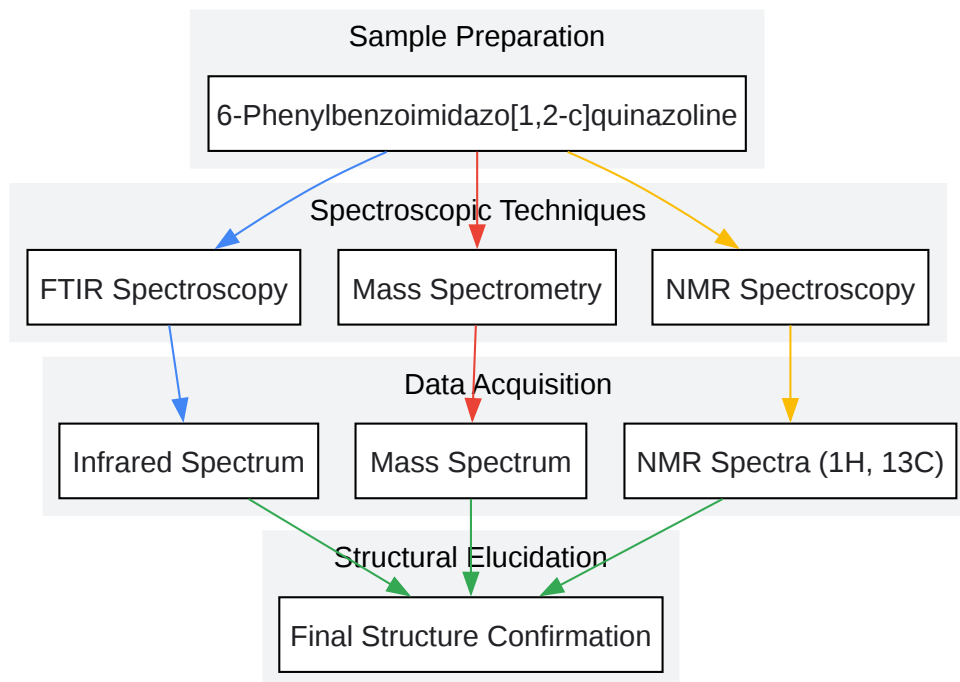 Sample Preparation
6-Phenylbenzoimidazo[1,2-c]quinazoline
Spectroscopic Techniques
FTIR Spectroscopy
Mass Spectrometry
NMR Spectroscopy
Data Acquisition
Infrared Spectrum
Mass Spectrum
NMR Spectra (1H, 13C)
Structural Elucidation
Final Structure Confirmation